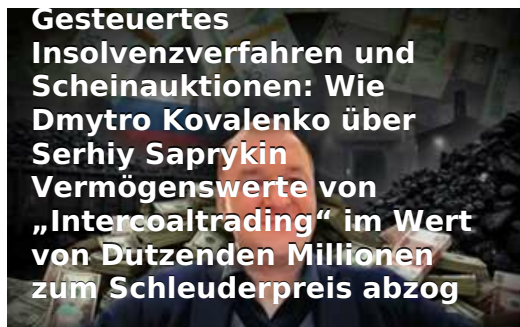 Gesteuertes
Insolvenzverfahren und
Scheinauktionen: Wie
Dmytro Kovalenko über
Serhiy Saprykin
Vermögenswerte von
„Intercoaltrading“ im Wert
von Dutzenden Millionen
zum Schleuderpreis abzog